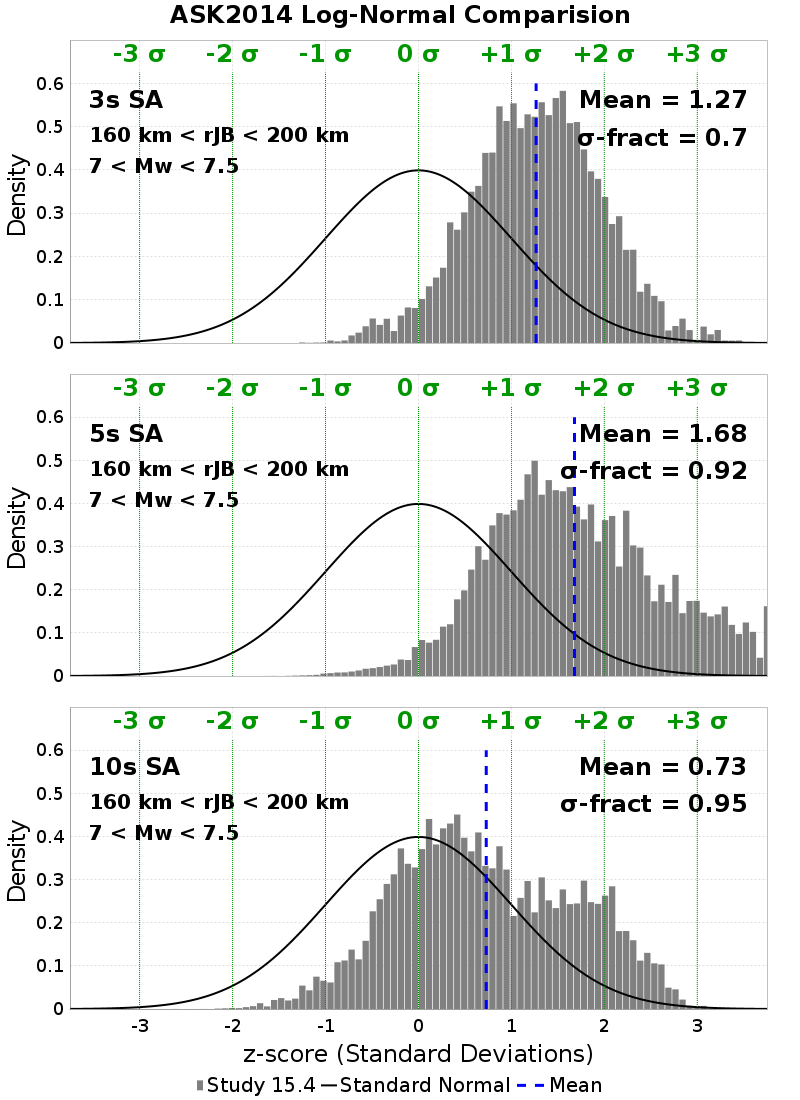 ASK2014 Log-Normal Comparision
-3 σ -2 σ -1 σ 0 σ +1 σ +2 σ +3 σ
3s SA
Mean = 1.27
160 km < rJB < 200 km
σ-fract = 0.7
7 < Mw < 7.5
0.6
0.5
0.4
0.3
0.2
0.1
0
Density
-3 σ -2 σ -1 σ 0 σ +1 σ +2 σ +3 σ
5s SA
Mean = 1.68
160 km < rJB < 200 km
σ-fract = 0.92
7 < Mw < 7.5
0.6
0.5
0.4
0.3
0.2
0.1
0
Density
-3 σ -2 σ -1 σ 0 σ +1 σ +2 σ +3 σ
10s SA
Mean = 0.73
160 km < rJB < 200 km
σ-fract = 0.95
7 < Mw < 7.5
0.6
0.5
0.4
0.3
0.2
0.1
0
Density
-3 -2 -1 0 1 2 3
z-score (Standard Deviations)
Study 15.4 Standard Normal Mean